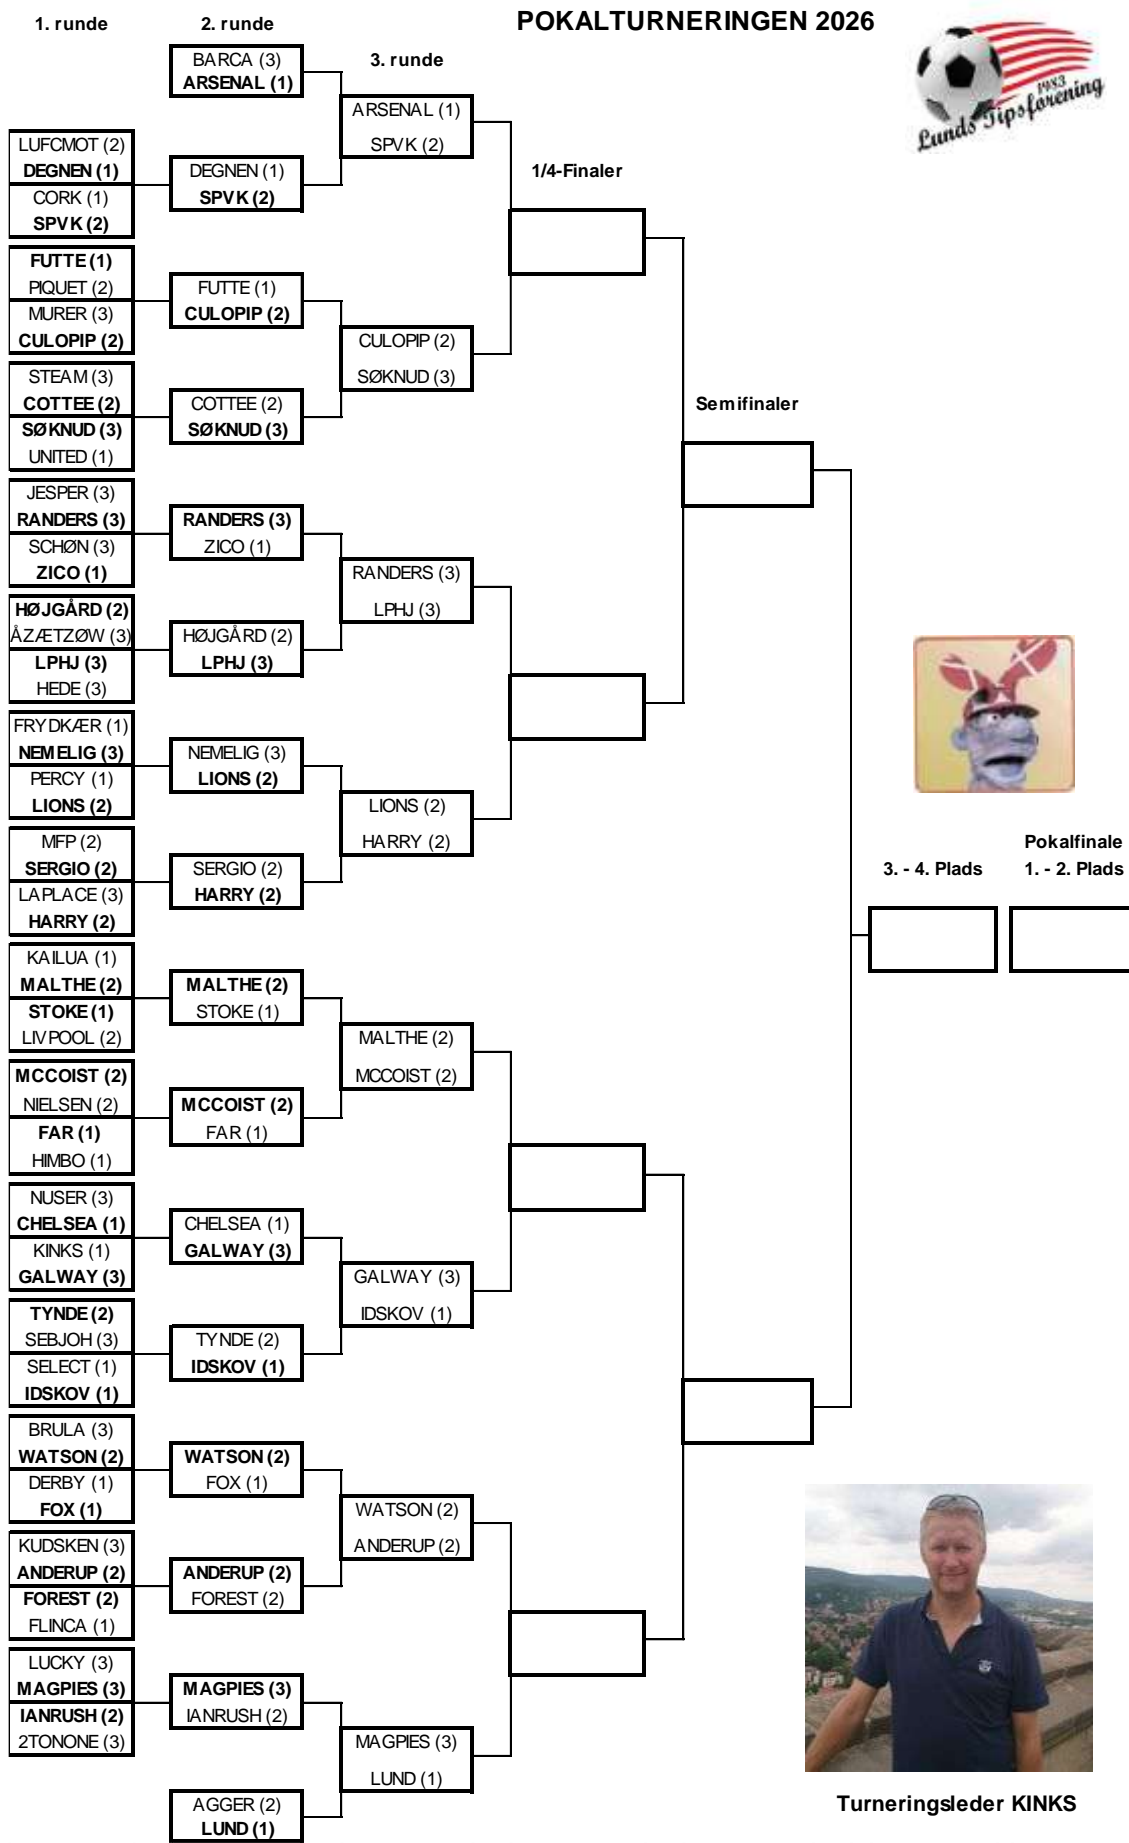 POKALTURNERINGEN 2026
1983
Lunds Tipsforening
1. runde
LUFCMOT (2)
DEGNEN (1)
CORK (1)
SPVK (2)
FUTTE (1)
PIQUET (2)
MURER (3)
CULOPIP (2)
STEAM (3)
COTTEE (2)
SØKNUD (3)
UNITED (1)
JESPER (3)
RANDERS (3)
SCHØN (3)
ZICO (1)
HØJGÅRD (2)
ÅZÆTZØW (3)
LPHJ (3)
HEDE (3)
FRYDKÆR (1)
NEMELIG (3)
PERCY (1)
LIONS (2)
MFP (2)
SERGIO (2)
LAPLACE (3)
HARRY (2)
KAILUA (1)
MALTHE (2)
STOKE (1)
LIVPOOL (2)
MCCOIST (2)
NIELSEN (2)
FAR (1)
HIMBO (1)
NUSER (3)
CHELSEA (1)
KINKS (1)
GALWAY (3)
TYNDE (2)
SEBJOH (3)
SELECT (1)
IDSKOV (1)
BRULA (3)
WATSON (2)
DERBY (1)
FOX (1)
KUDSKEN (3)
ANDERUP (2)
FOREST (2)
FLINCA (1)
LUCKY (3)
MAGPIES (3)
IANRUSH (2)
2TONONE (3)
2. runde
BARCA (3)
ARSENAL (1)
DEGNEN (1)
SPVK (2)
FUTTE (1)
CULOPIP (2)
COTTEE (2)
SØKNUD (3)
RANDERS (3)
ZICO (1)
HØJGÅRD (2)
LPHJ (3)
NEMELIG (3)
LIONS (2)
SERGIO (2)
HARRY (2)
MALTHE (2)
STOKE (1)
MCCOIST (2)
FAR (1)
CHELSEA (1)
GALWAY (3)
TYNDE (2)
IDSKOV (1)
WATSON (2)
FOX (1)
ANDERUP (2)
FOREST (2)
MAGPIES (3)
IANRUSH (2)
AGGER (2)
LUND (1)
3. runde
ARSENAL (1)
SPVK (2)
CULOPIP (2)
SØKNUD (3)
RANDERS (3)
LPHJ (3)
LIONS (2)
HARRY (2)
MALTHE (2)
MCCOIST (2)
GALWAY (3)
IDSKOV (1)
WATSON (2)
ANDERUP (2)
MAGPIES (3)
LUND (1)
1/4-Finaler
Semifinaler
3. - 4. Plads
Pokalfinale
1. - 2. Plads
Turneringsleder KINKS